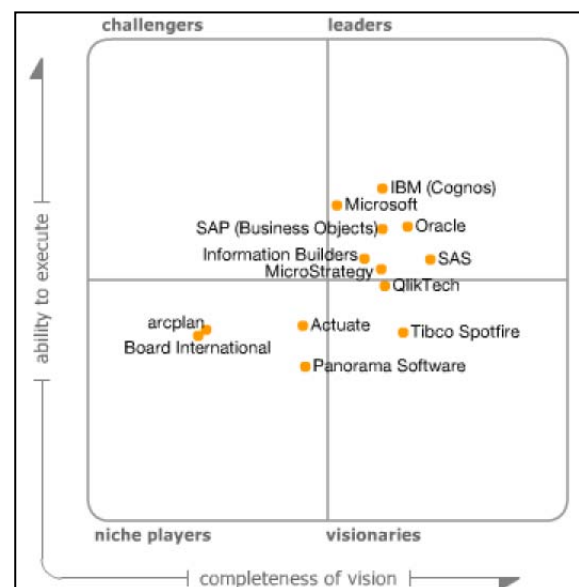 challengers
leaders
IBM (Cognos)
Microsoft
SAP (Business Objects)
Oracle
Information Builders
SAS
MicroStrategy
QlikTech
arcplan
Actuate
Tibco Spotfire
Board International
Panorama Software
ability to execute
niche players
visionaries
completeness of vision